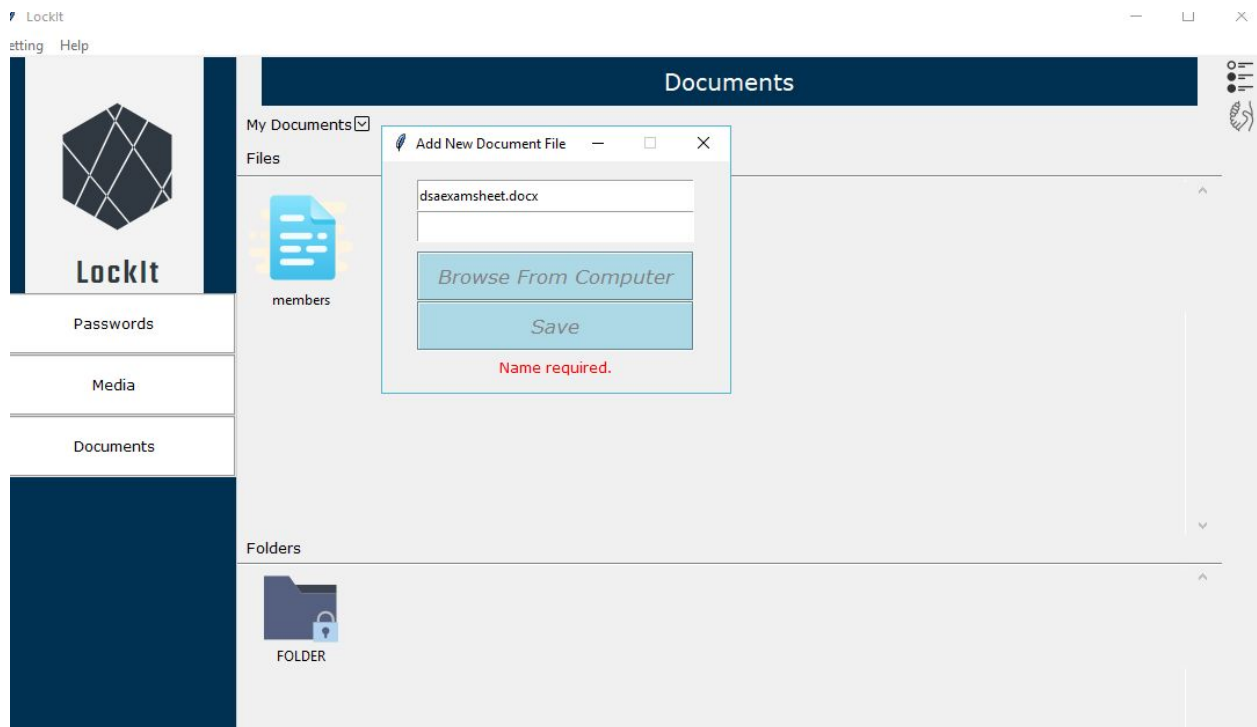 LockIt
etting Help
Documents
My Documents
Files
Add New Document File
dsaexamsheet.docx
Browse From Computer
Save
Name required.
members
LockIt
Passwords
Media
Documents
Folders
FOLDER